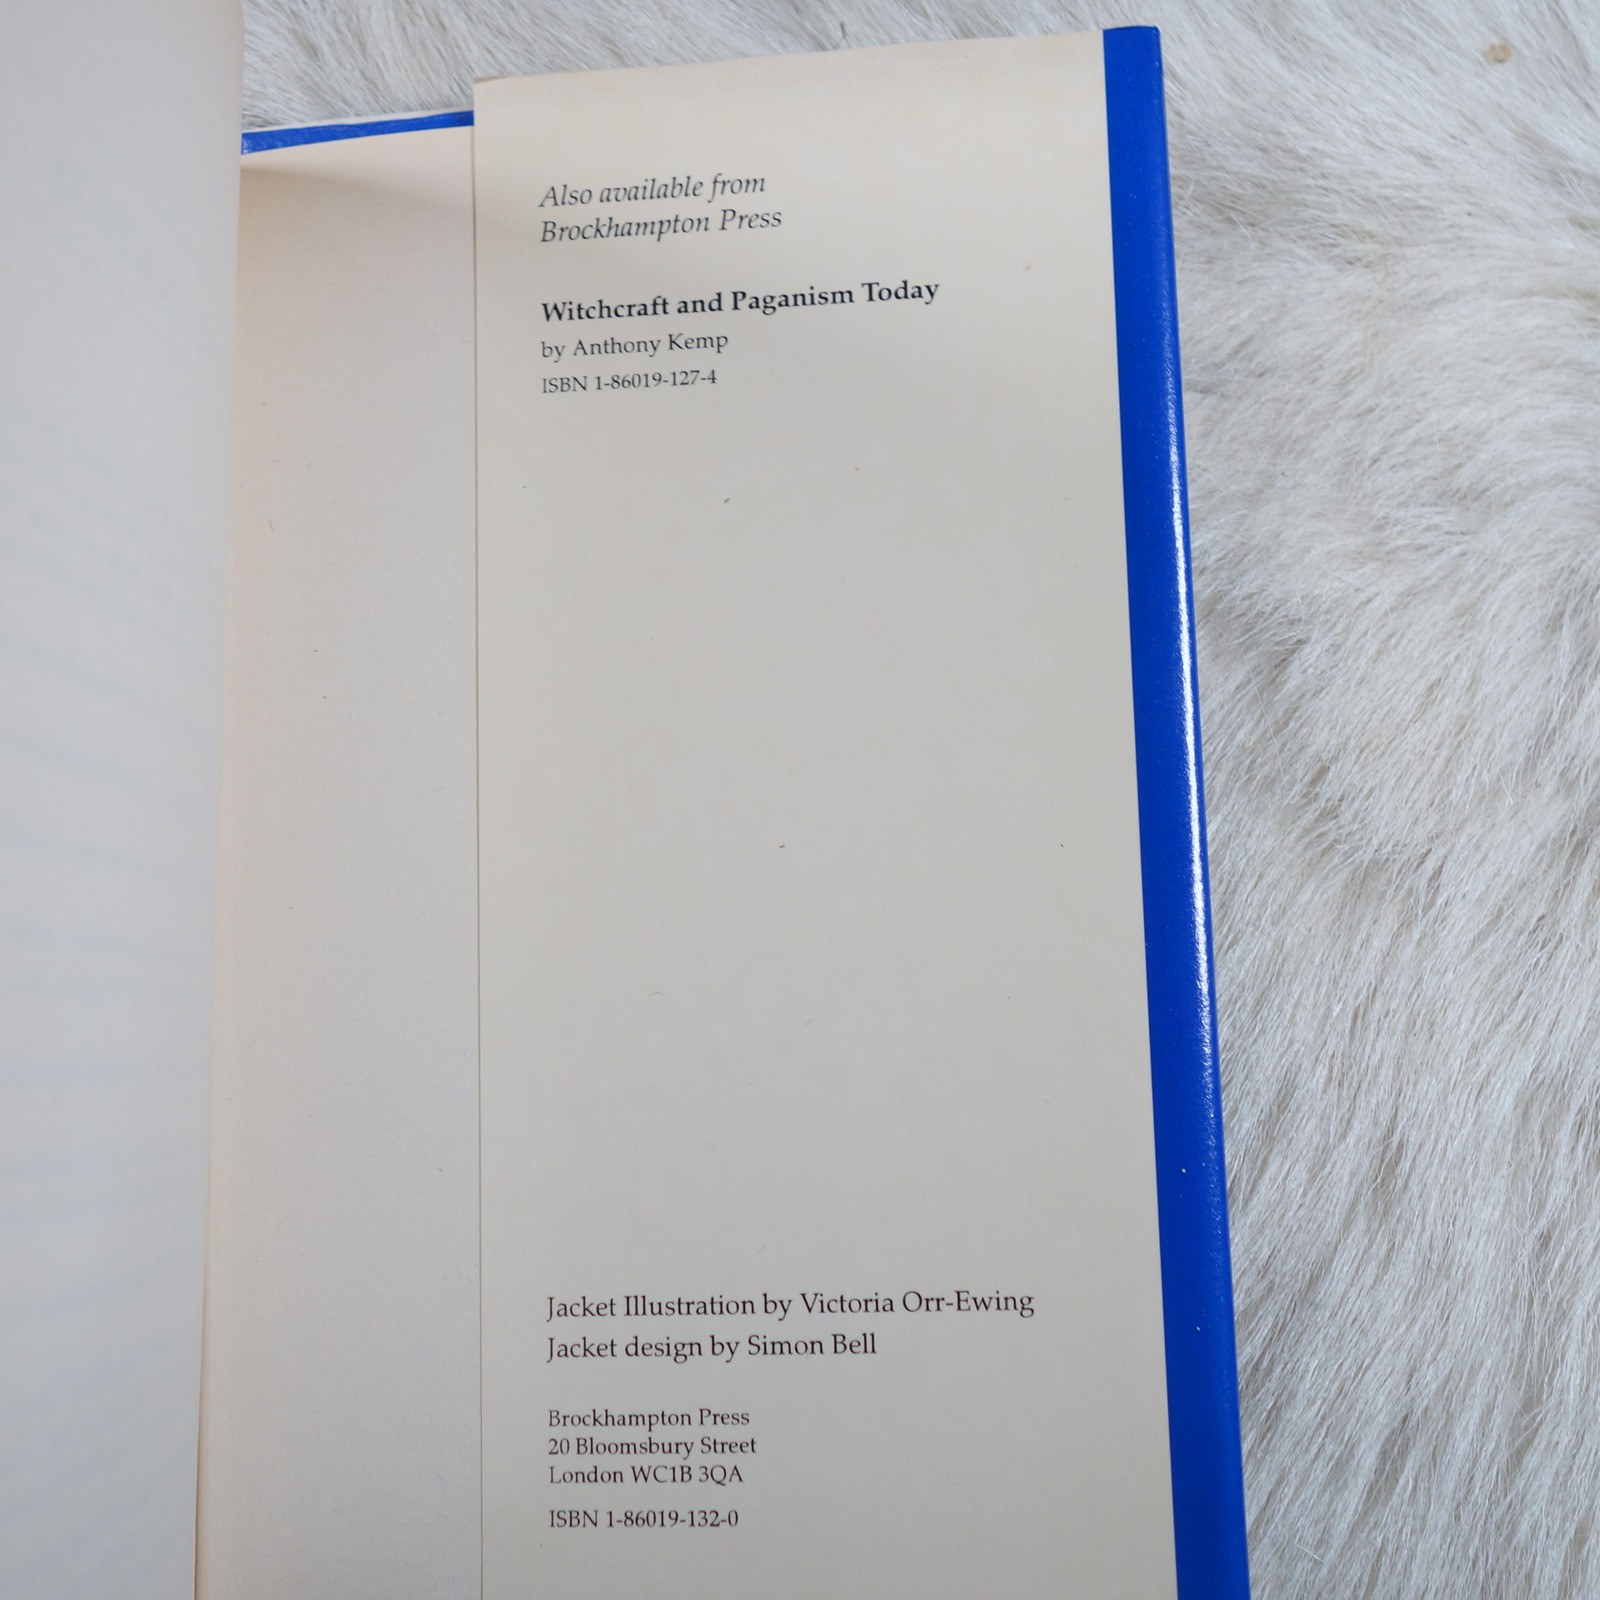 Also available from
Brockhampton Press
Witchcraft and Paganism Today
by Anthony Kemp
ISBN 1-86019-127-4
Jacket Illustration by Victoria Orr-Ewing
Jacket design by Simon Bell
Brockhampton Press
20 Bloomsbury Street
London WC1B 3QA
ISBN 1-86019-132-0